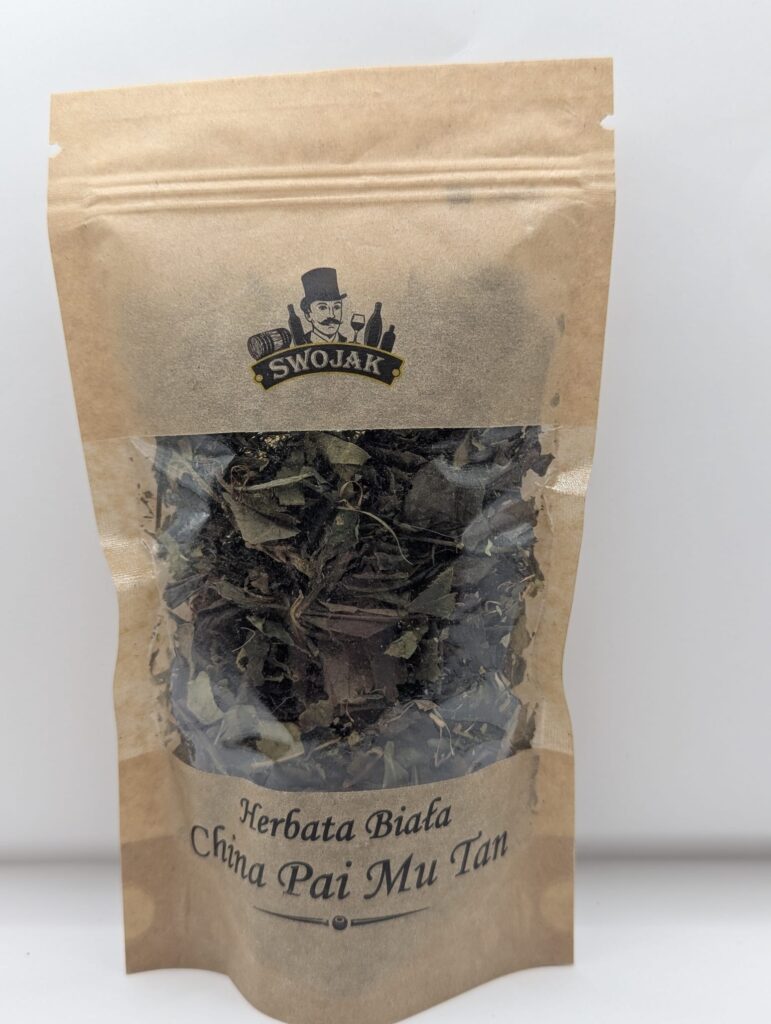 SWOJAK
Herbata Biała
China Pai Mu Tan